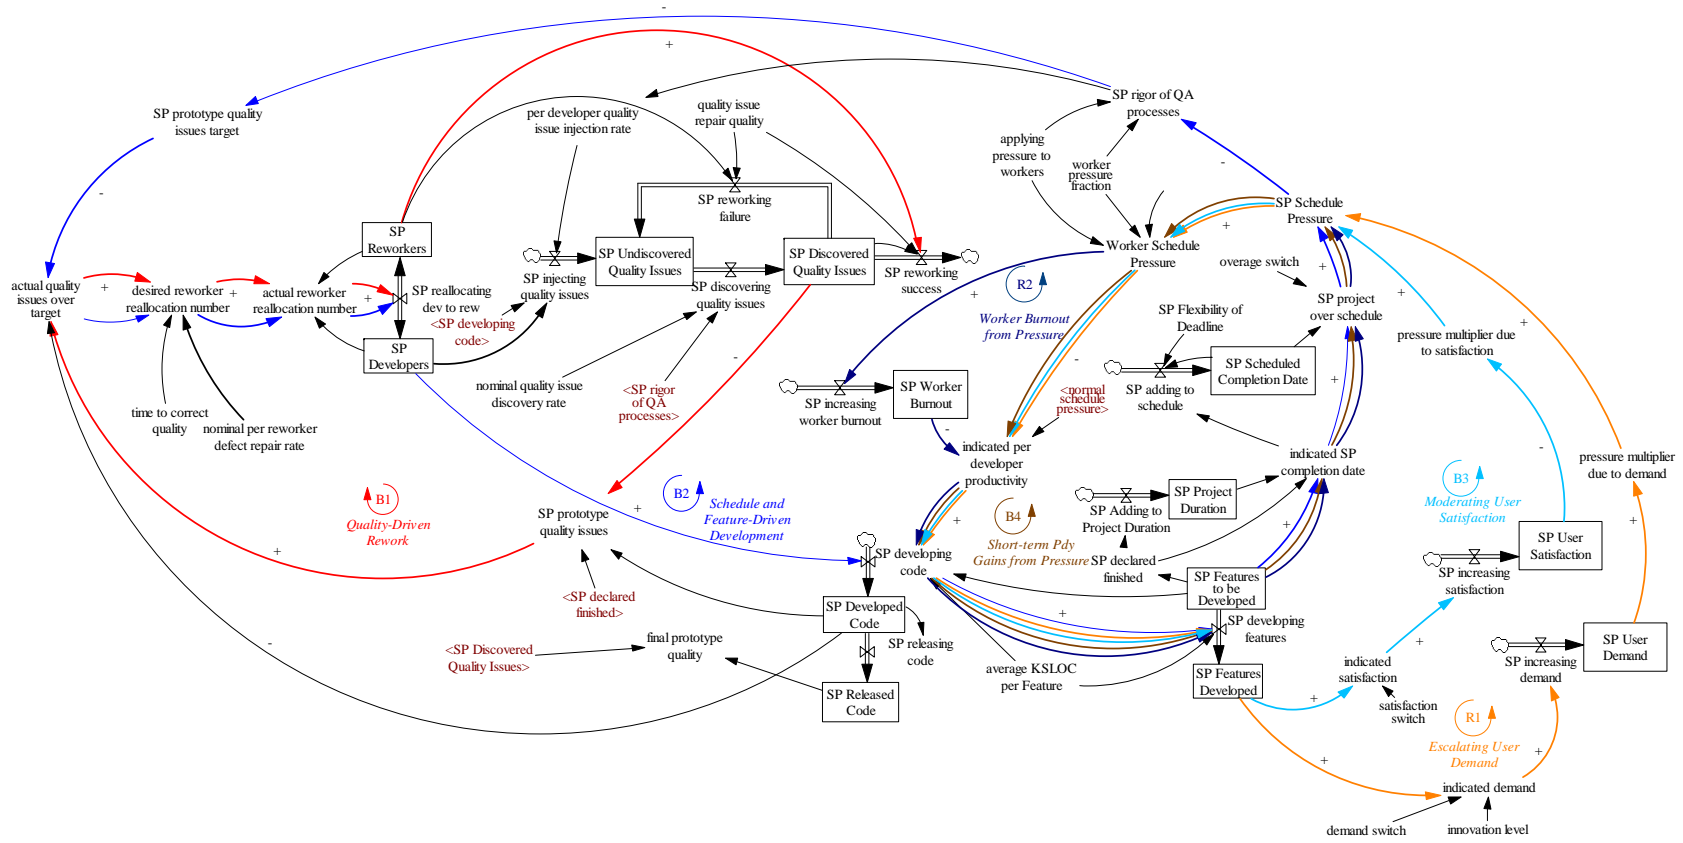 -
+
SP rigor of QA
processes
SP prototype quality
issues target
per developer quality
issue injection rate
quality issue
repair quality
applying
pressure to
workers
worker
pressure
fraction
-
-
SP reworking
failure
SP Schedule
Pressure
+
SP
Reworkers
SP Undiscovered
Quality Issues
SP Discovered
Quality Issues
Worker Schedule
Pressure
SP injecting
quality issues
SP discovering
quality issues
SP reworking
success
overage switch
+
actual quality
issues over
target
+
desired reworker
reallocation number
+
actual reworker
reallocation number
+
SP reallocating
dev to rew
<SP developing
code>
R2
Worker Burnout
from Pressure
+
SP project
over schedule
+
SP Flexibility of
Deadline
+
pressure multiplier due
to satisfaction
SP
Developers
-
-
SP Scheduled
Completion Date
SP adding to
schedule
+
nominal quality issue
discovery rate
<SP rigor
of QA
processes>
SP increasing
worker burnout
SP Worker
Burnout
<normal
schedule
pressure>
time to correct
quality
nominal per reworker
defect repair rate
-
indicated per
developer
productivity
indicated SP
completion date
-
pressure multiplier
due to demand
B1
Quality-Driven
Rework
B2
Schedule and
Feature-Driven
Development
+
SP prototype
quality issues
B4
Short-term Pdy
Gains from Pressure
+
SP Project
Duration
SP Adding to
Project Duration
+
B3
Moderating User
Satisfaction
+
SP User
Satisfaction
SP increasing
satisfaction
+
SP developing
code
SP declared
finished
SP Features
to be
Developed
<SP declared
finished>
SP Developed
Code
+
SP developing
features
-
final prototype
quality
<SP Discovered
Quality Issues>
SP releasing
code
average KSLOC
per Feature
SP Features
Developed
+
indicated
satisfaction
+
satisfaction
switch
SP increasing
demand
SP User
Demand
SP Released
Code
R1
Escalating User
Demand
+
+
indicated demand
demand switch
innovation level